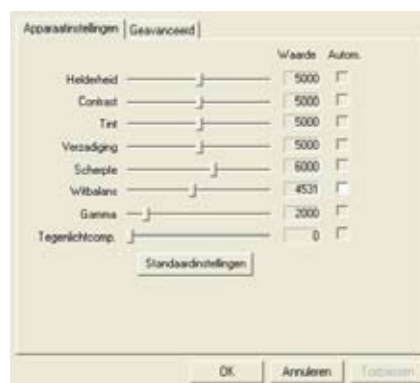 Apparaatinstellingen Geavanceerd
Waarde Autom.
Helderheid 5000
Contrast 5000
Tint 5000
Verzadiging 5000
Scherpte 6000
Witbalans 4531
Gamma 2000
Tegenlichtcomp. 0
Standaardinstellingen
OK Annuleren Toepassen